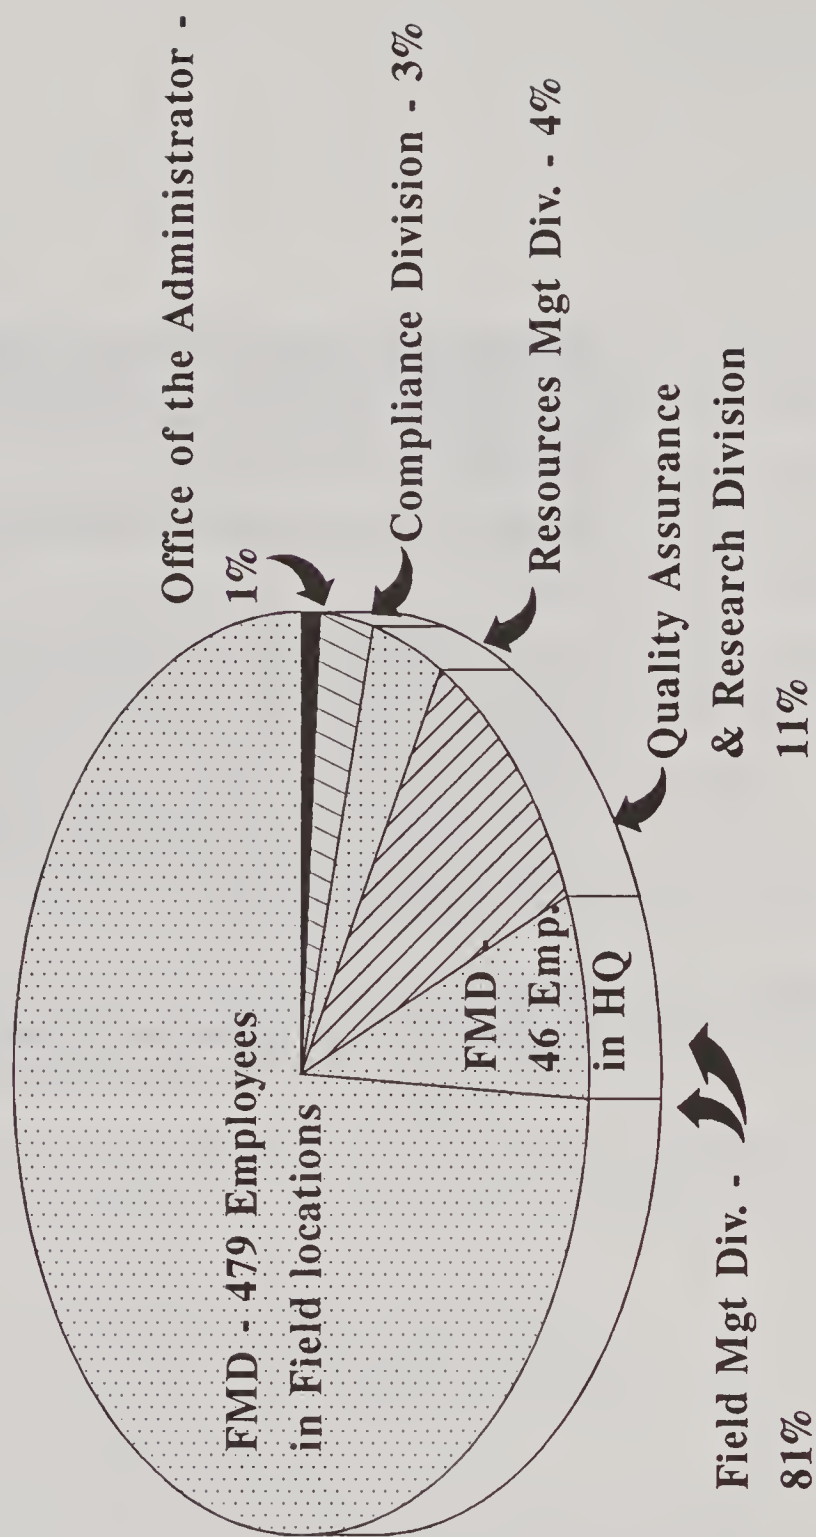 Office of the Administrator -
1%
Compliance Division - 3%
Resources Mgt Div. - 4%
Quality Assurance
& Research Division
11%
FMD - 479 Employees
in Field locations
FMD -
46 Emp.
in HQ
Field Mgt Div. -
81%